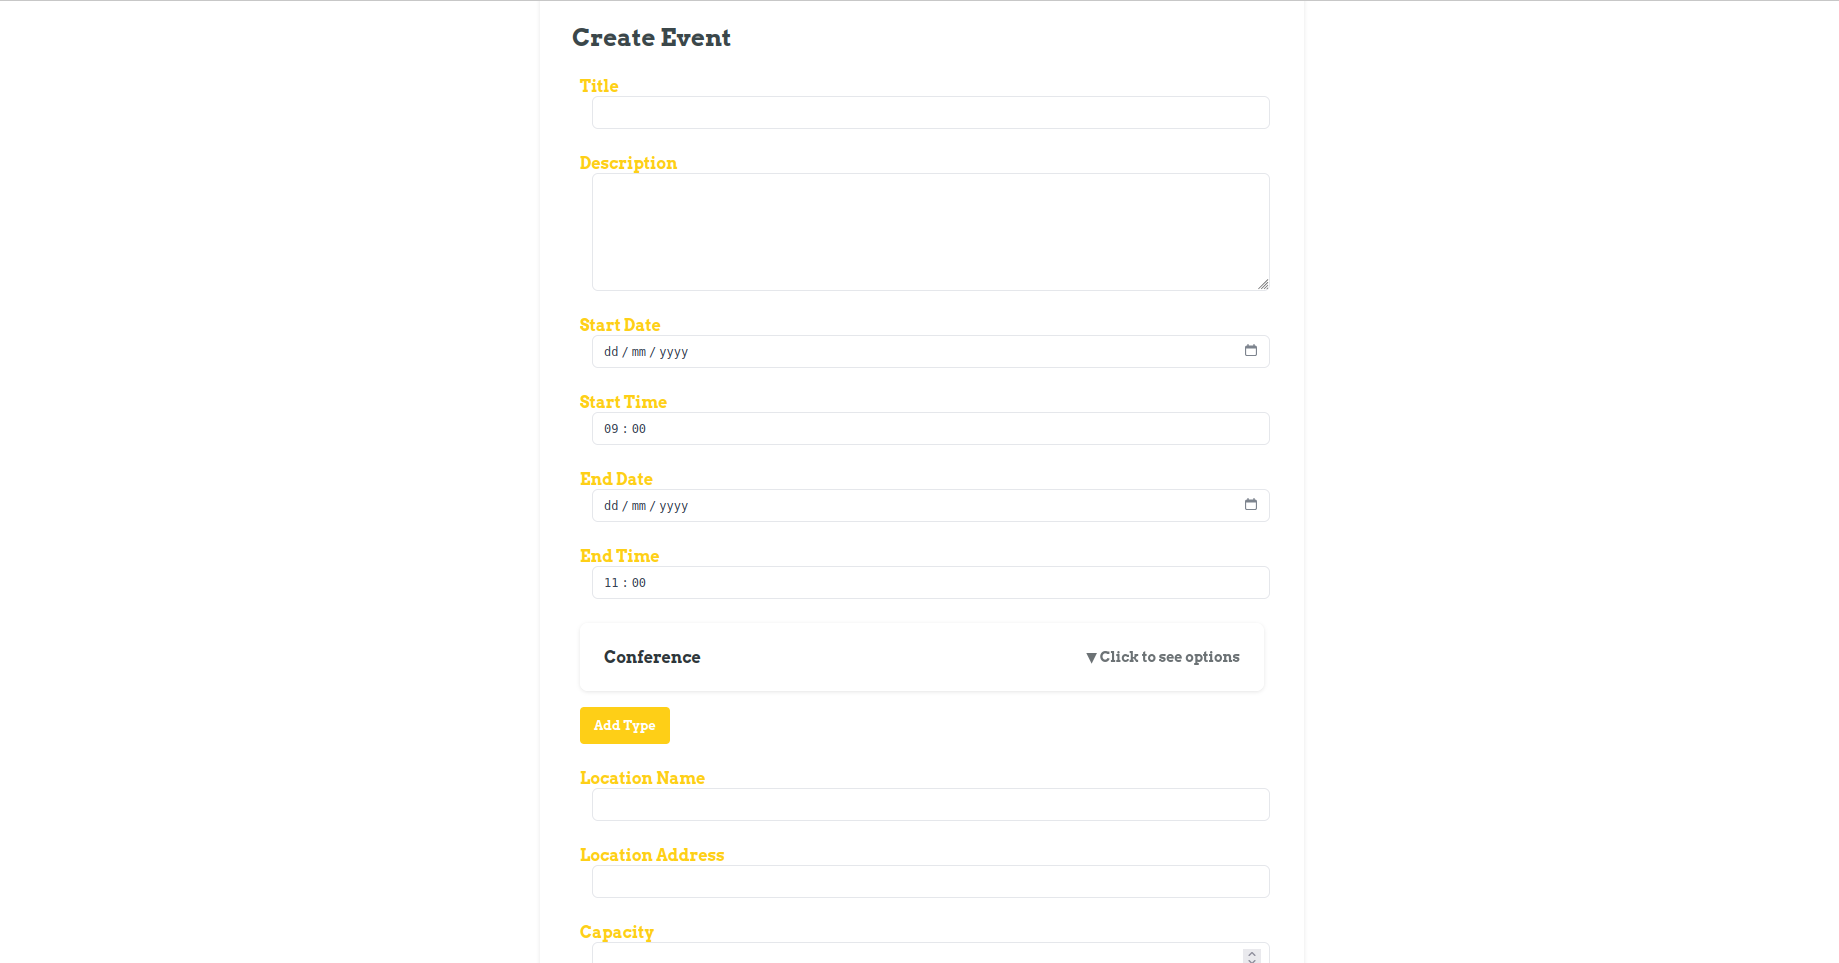 Create Event
Title
Description
Start Date
dd / mm / yyyy
Start Time
09 : 00
End Date
dd / mm / yyyy
End Time
11 : 00
Conference ▼ Click to see options
Add Type
Location Name
Location Address
Capacity